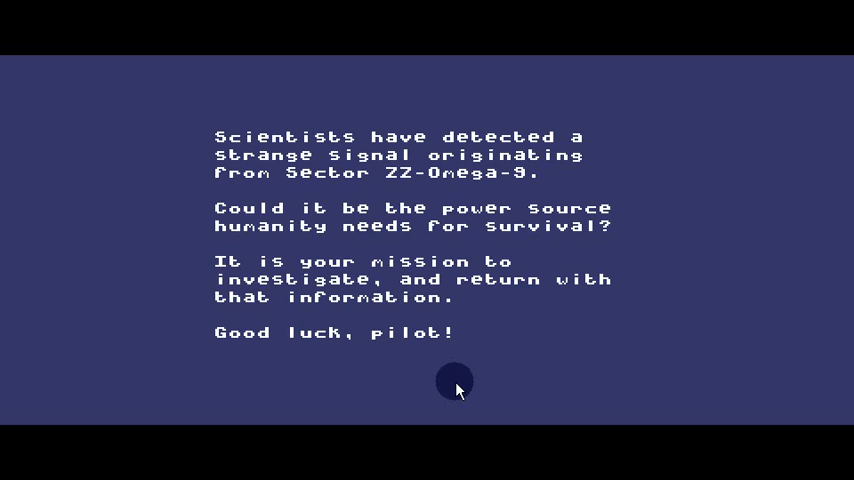 Scientists have detected a
strange signal originating
from Sector ZZ-Omega-9.
Could it be the power source
humanity needs for survival?
It is your mission to
investigate, and return with
that information.
Good luck, pilot!